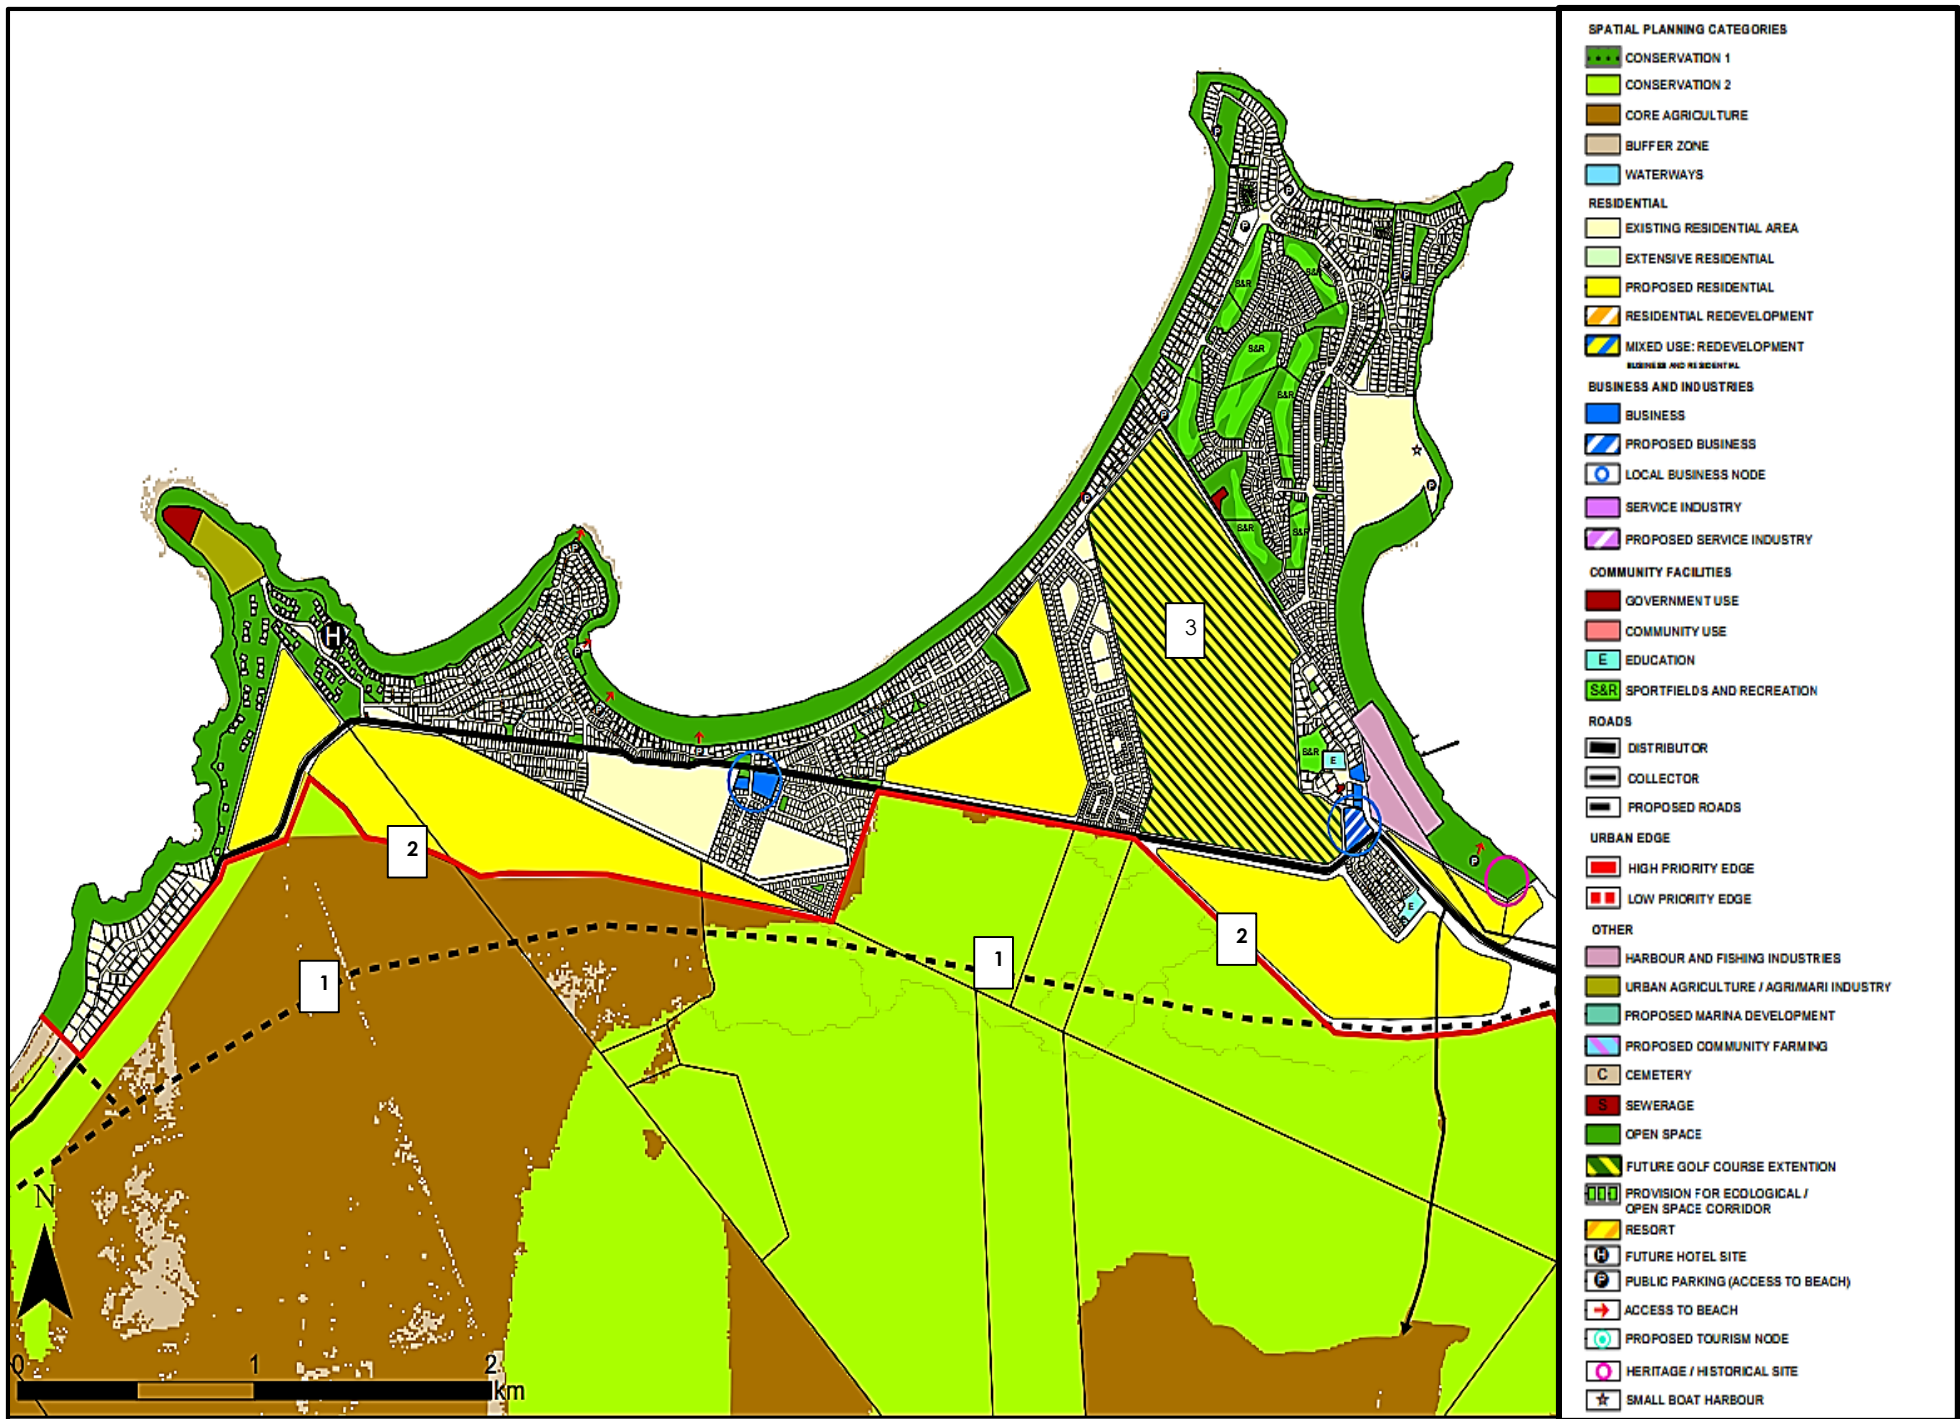 SPATIAL PLANNING CATEGORIES
CONSERVATION 1
CONSERVATION 2
CORE AGRICULTURE
BUFFER ZONE
WATERWAYS
RESIDENTIAL
EXISTING RESIDENTIAL AREA
EXTENSIVE RESIDENTIAL
PROPOSED RESIDENTIAL
RESIDENTIAL REDEVELOPMENT
MIXED USE: REDEVELOPMENT
BUSINESS AND RESIDENTIAL
BUSINESS AND INDUSTRIES
BUSINESS
PROPOSED BUSINESS
LOCAL BUSINESS NODE
SERVICE INDUSTRY
PROPOSED SERVICE INDUSTRY
COMMUNITY FACILITIES
GOVERNMENT USE
COMMUNITY USE
E EDUCATION
S&R SPORTFIELDS AND RECREATION
ROADS
DISTRIBUTOR
COLLECTOR
PROPOSED ROADS
URBAN EDGE
HIGH PRIORITY EDGE
LOW PRIORITY EDGE
OTHER
HARBOUR AND FISHING INDUSTRIES
URBAN AGRICULTURE / AGRI/MARI INDUSTRY
PROPOSED MARINA DEVELOPMENT
PROPOSED COMMUNITY FARMING
C CEMETERY
S SEWERAGE
OPEN SPACE
FUTURE GOLF COURSE EXTENTION
PROVISION FOR ECOLOGICAL /
OPEN SPACE CORRIDOR
RESORT
H FUTURE HOTEL SITE
P PUBLIC PARKING (ACCESS TO BEACH)
ACCESS TO BEACH
PROPOSED TOURISM NODE
HERITAGE / HISTORICAL SITE
SMALL BOAT HARBOUR
P
P
P
P
S&R
S&R
S&R
S&R
P
P
P
S&R
S&R
P
H
P
P
P
P
3
S&R
E
2
E
P
2
1
1
N
0 1 2
km